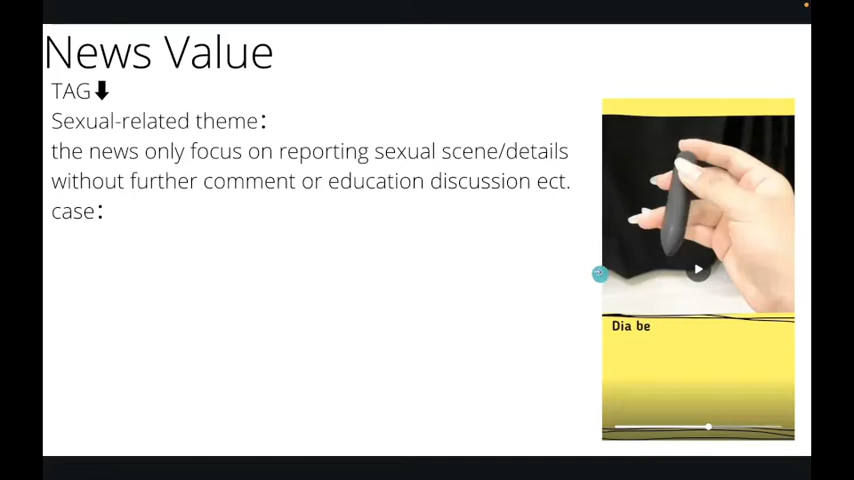 News Value
TAG⬇
Sexual-related theme：
the news only focus on reporting sexual scene/details
without further comment or education discussion ect.
case：
Dia be